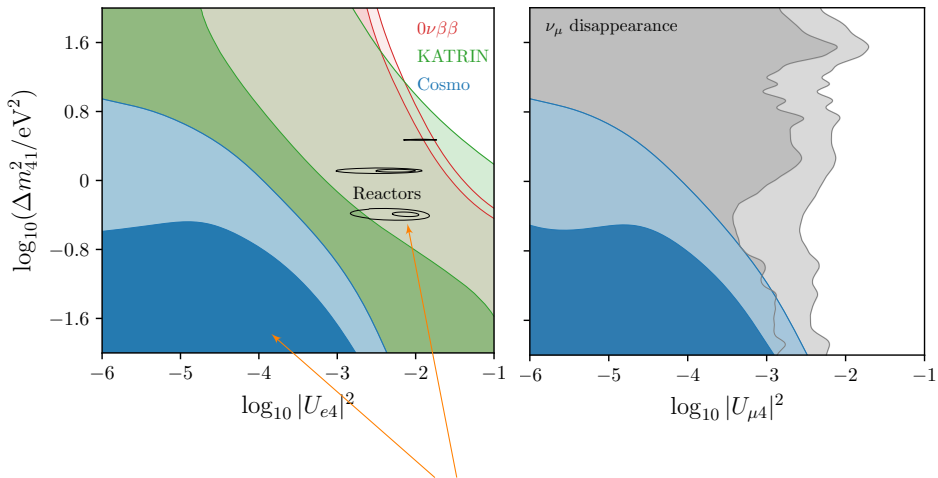 0νββ
KATRIN
Cosmo
Reactors
1.6
0.8
0
−0.8
−1.6
log₁₀(Δm²₄₁/eV²)
−6
−5
−4
−3
−2
−1
log₁₀ |Uₑ₄|²
νμ disappearance
−6
−5
−4
−3
−2
−1
log₁₀ |Uμ₄|²